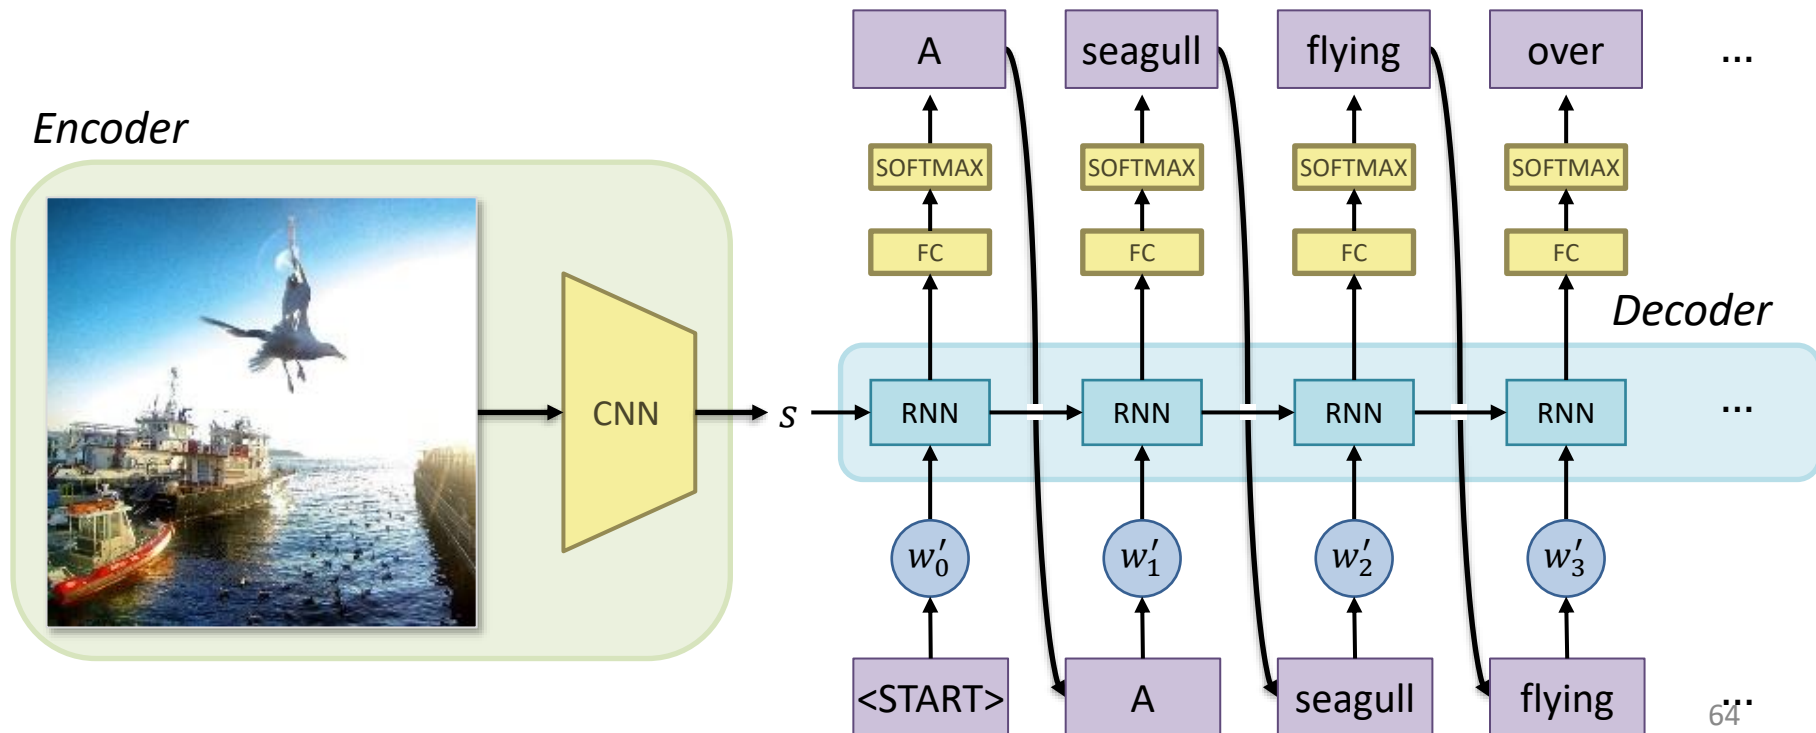 A seagull flying over ...
Encoder
SOFTMAX SOFTMAX SOFTMAX SOFTMAX
FC FC FC FC
Decoder
CNN s RNN RNN RNN RNN ...
w′₀ w′₁ w′₂ w′₃
<START> A seagull flying ...
64